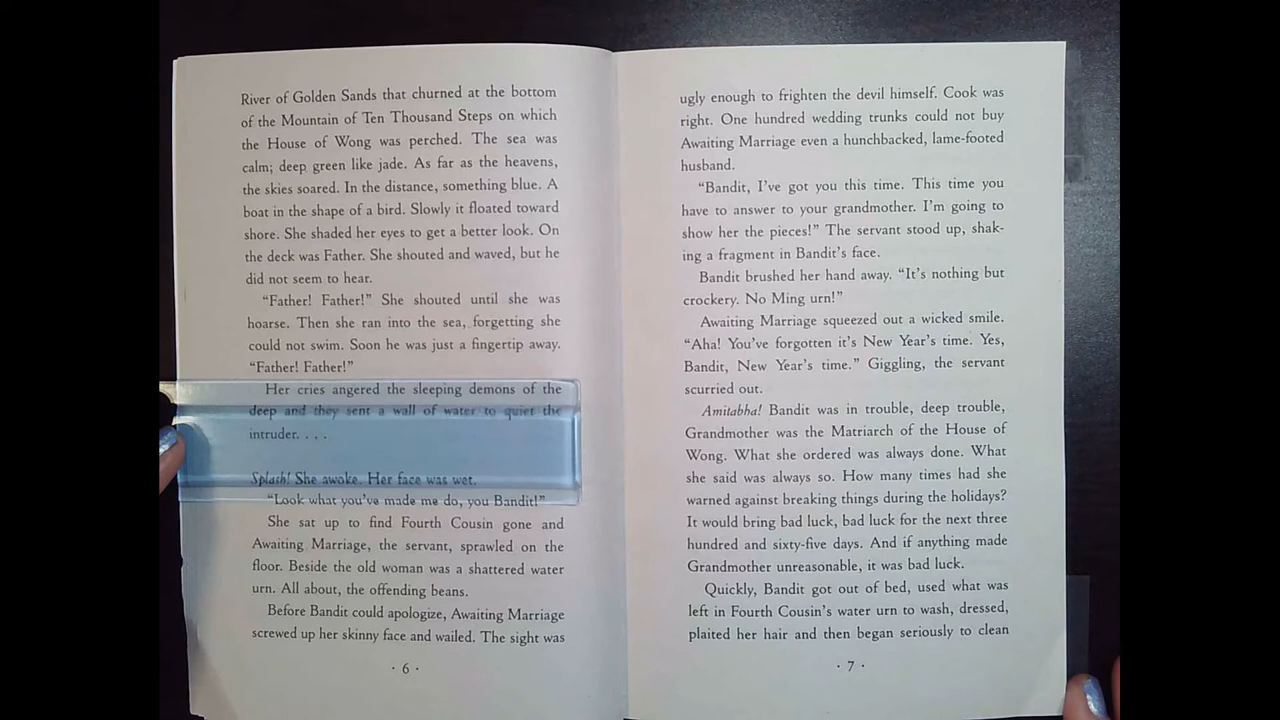 River of Golden Sands that churned at the bottom
of the Mountain of Ten Thousand Steps on which
the House of Wong was perched. The sea was
calm; deep green like jade. As far as the heavens,
the skies soared. In the distance, something blue. A
boat in the shape of a bird. Slowly it floated toward
shore. She shaded her eyes to get a better look. On
the deck was Father. She shouted and waved, but he
did not seem to hear.
“Father! Father!” She shouted until she was
hoarse. Then she ran into the sea, forgetting she
could not swim. Soon he was just a fingertip away.
“Father! Father!”
Her cries angered the sleeping demons of the
deep and they sent a wall of water to quiet the
intruder. . . .
Splash! She awoke. Her face was wet.
“Look what you’ve made me do, you Bandit!”
She sat up to find Fourth Cousin gone and
Awaiting Marriage, the servant, sprawled on the
floor. Beside the old woman was a shattered water
urn. All about, the offending beans.
Before Bandit could apologize, Awaiting Marriage
screwed up her skinny face and wailed. The sight was
· 6 ·
ugly enough to frighten the devil himself. Cook was
right. One hundred wedding trunks could not buy
Awaiting Marriage even a hunchbacked, lame-footed
husband.
“Bandit, I’ve got you this time. This time you
have to answer to your grandmother. I’m going to
show her the pieces!” The servant stood up, shak-
ing a fragment in Bandit’s face.
Bandit brushed her hand away. “It’s nothing but
crockery. No Ming urn!”
Awaiting Marriage squeezed out a wicked smile.
“Aha! You’ve forgotten it’s New Year’s time. Yes,
Bandit, New Year’s time.” Giggling, the servant
scurried out.
Amitabha! Bandit was in trouble, deep trouble,
Grandmother was the Matriarch of the House of
Wong. What she ordered was always done. What
she said was always so. How many times had she
warned against breaking things during the holidays?
It would bring bad luck, bad luck for the next three
hundred and sixty-five days. And if anything made
Grandmother unreasonable, it was bad luck.
Quickly, Bandit got out of bed, used what was
left in Fourth Cousin’s water urn to wash, dressed,
plaited her hair and then began seriously to clean
· 7 ·